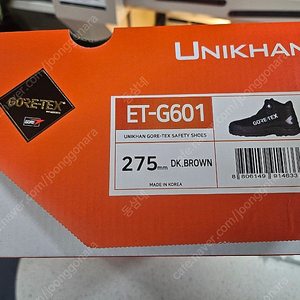 UNIKHAN
GORE-TEX
ET-G601
UNIKHAN GORE-TEX SAFETY SHOES
275mm DK.BROWN
MADE IN KOREA
GORE-TEX
8 806149 914633